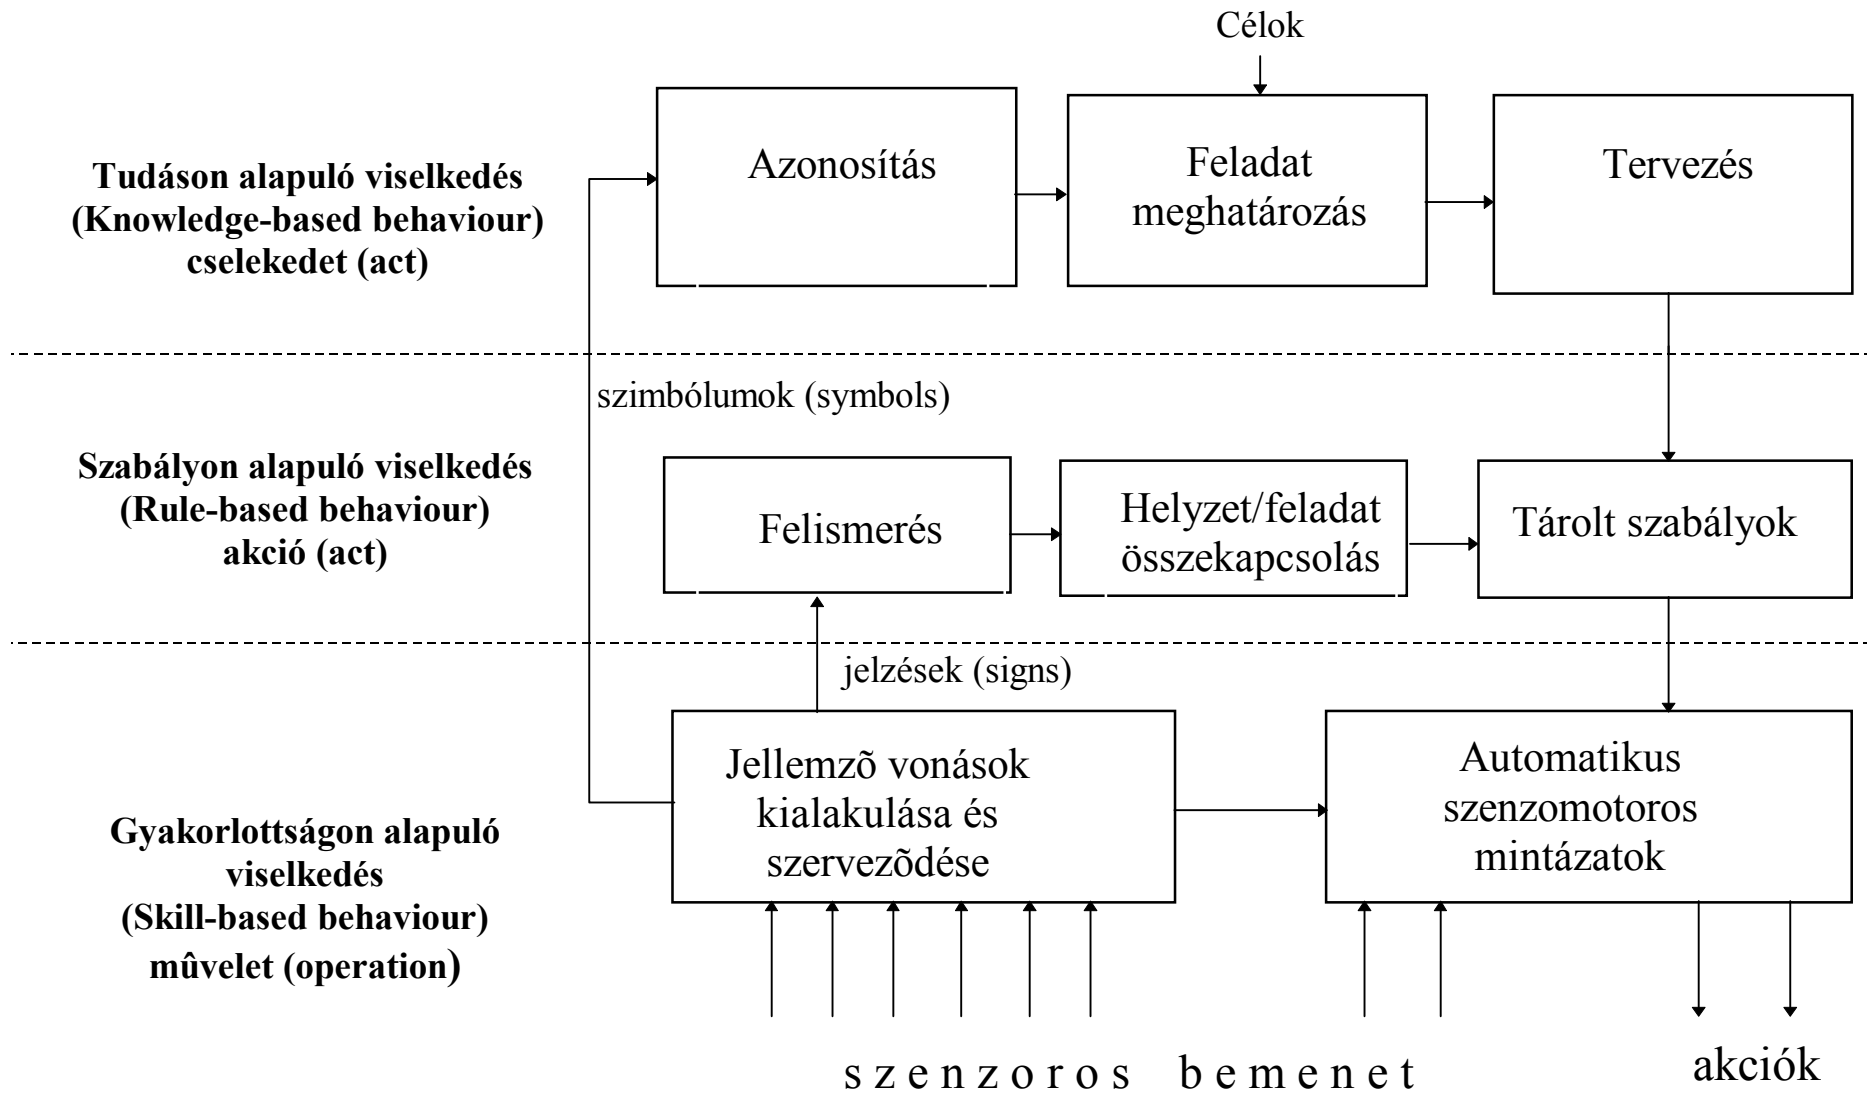 Célok
Tudáson alapuló viselkedés
(Knowledge-based behaviour)
cselekedet (act)
Azonosítás
Feladat
meghatározás
Tervezés
szimbólumok (symbols)
Szabályon alapuló viselkedés
(Rule-based behaviour)
akció (act)
Felismerés
Helyzet/feladat
összekapcsolás
Tárolt szabályok
jelzések (signs)
Gyakorlottságon alapuló
viselkedés
(Skill-based behaviour)
mûvelet (operation)
Jellemzõ vonások
kialakulása és
szervezõdése
Automatikus
szenzomotoros
mintázatok
szenzoros bemenet
akciók